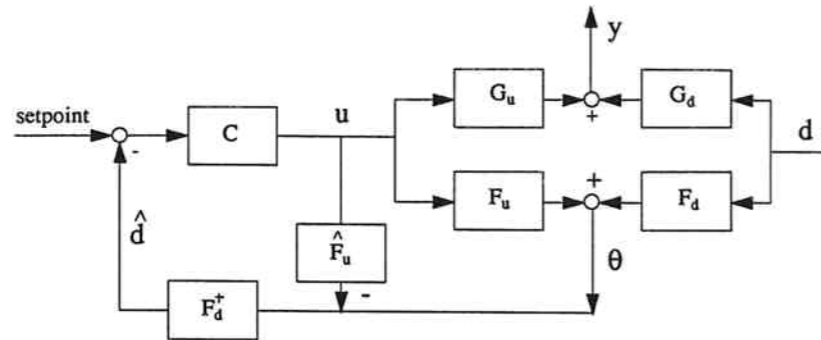 y
G_u
+
G_d
setpoint
-
C
u
d
F_u
+
F_d
d̂
F̂_u
-
θ
F_d^+